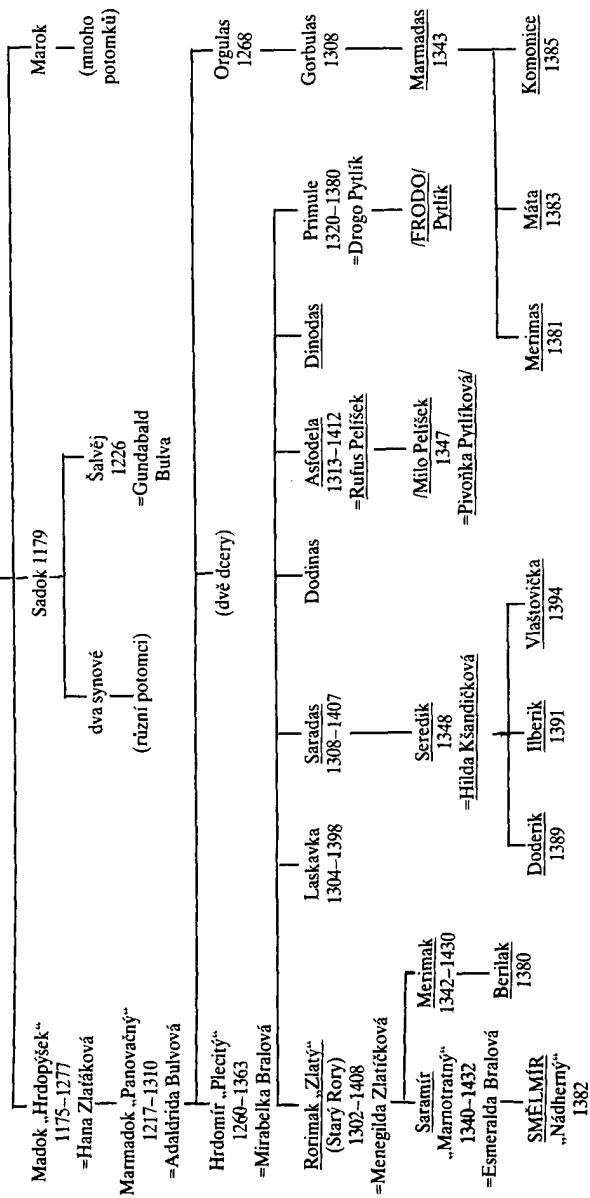 Madok „Hrdopyšek“
1175–1277
=Hana Zlaťáková
Sadok 1179
Marok
(mnoho
potomků)
dva synové
(různí potomci)
Šalvěj
1226
=Gundabald
Bulva
Marmadok „Panovačný“
1217–1310
=Adaldrida Bulvová
Hrdomír „Plecitý“
1260–1363
=Mirabelka Bralová
(dvě dcery)
Orgulas
1268
Rorimak „Zlatý“
(Starý Rory)
1302–1408
=Menegilda Zlatíčková
Laskavka
1304–1398
Saradas
1308–1407
Dodinas
Asfodela
1313–1412
=Rufus Pelíšek
Dinodas
Primule
1320–1380
=Drogo Pytlík
Gorbulas
1308
Saramír
„Marnotratný“
1340–1432
=Esmeralda Bralová
Merimak
1342–1430
Seredik
1348
=Hilda Kšandičková
/Milo Pelíšek
1347
=Pivoňka Pytlíková/
/FRODO/
Pytlík
Marmadas
1343
SMĚLMÍR
„Nádherný“
1382
Berilak
1380
Doderik
1389
Ilberik
1391
Vlaštovička
1394
Merimas
1381
Máta
1383
Komonice
1385